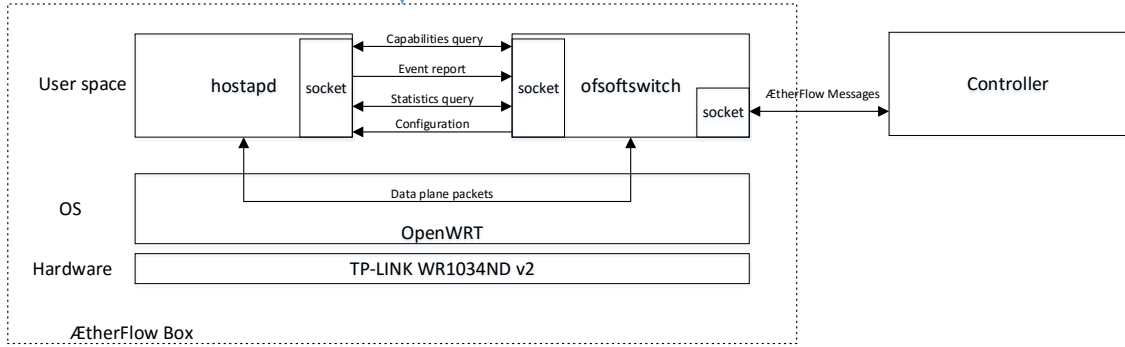 Capabilities query
User space
hostapd
socket
Event report
socket
ofsoftswitch
Controller
Statistics query
ÆtherFlow Messages
socket
Configuration
Data plane packets
OS
OpenWRT
Hardware
TP-LINK WR1034ND v2
ÆtherFlow Box